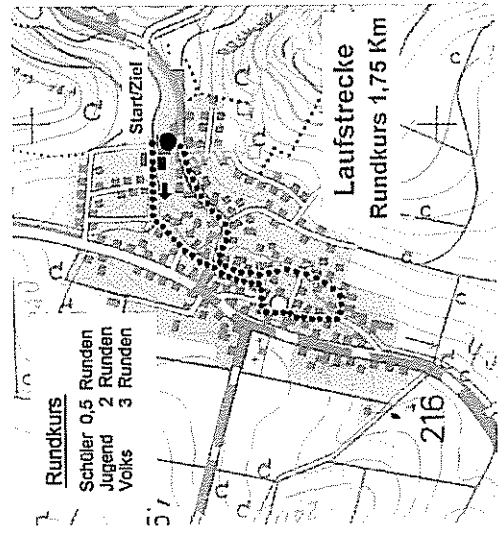 Rundkurs
Schüler 0,5 Runden
Jugend 2 Runden
Volks 3 Runden
Start/Ziel
Laufstrecke
Rundkurs 1,75 Km
216